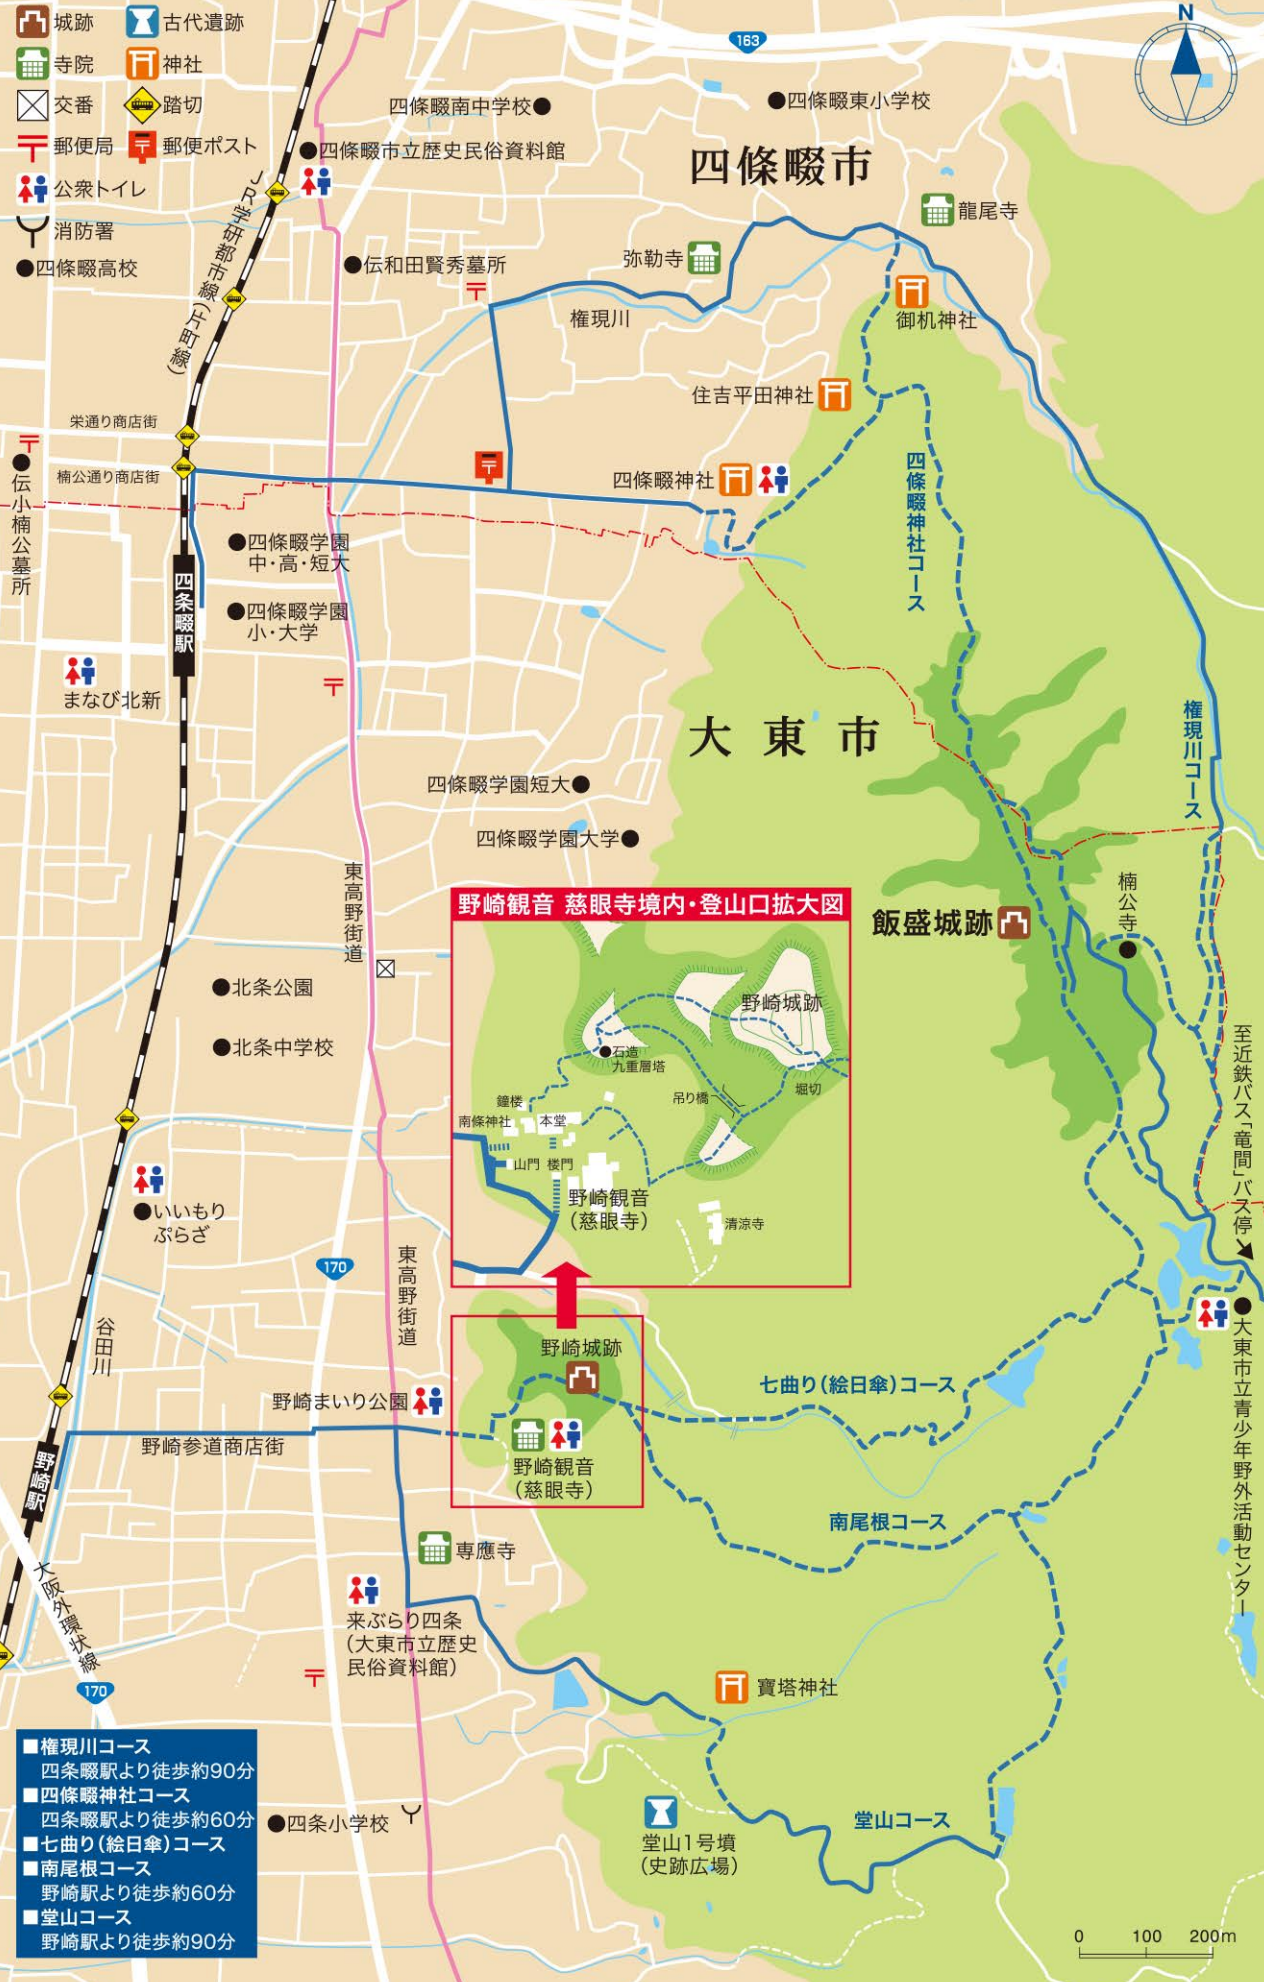 城跡
古代遺跡
寺院
神社
交番
踏切
郵便局
郵便ポスト
公衆トイレ
消防署
●四條畷高校
163
N
四條畷南中学校●
●四條畷東小学校
●四條畷市立歴史民俗資料館
四條畷市
JR学研都市線(片町線)
龍尾寺
●伝和田賢秀墓所
弥勒寺
権現川
御机神社
住吉平田神社
栄通り商店街
楠公通り商店街
四條畷神社
四條畷神社コース
●伝小楠公墓所
●四條畷学園
中・高・短大
四条畷駅
●四條畷学園
小・大学
まなび北新
大東市
権現川コース
四條畷学園短大●
四條畷学園大学●
東高野街道
楠公寺
飯盛城跡
野崎観音 慈眼寺境内・登山口拡大図
野崎城跡
●石造
九重層塔
吊り橋
堀切
鐘楼
南條神社
本堂
山門
楼門
野崎観音
(慈眼寺)
清涼寺
●北条公園
●北条中学校
至近鉄バス「竜間」バス停
●いいもり
ぷらざ
170
東高野街道
谷田川
野崎城跡
●大東市立青少年野外活動センター
七曲り(絵日傘)コース
野崎まいり公園
野崎参道商店街
野崎駅
野崎観音
(慈眼寺)
南尾根コース
専應寺
大阪外環状線
来ぶらり四条
(大東市立歴史
民俗資料館)
170
寶塔神社
■権現川コース
四条畷駅より徒歩約90分
■四條畷神社コース
四条畷駅より徒歩約60分
■七曲り(絵日傘)コース
■南尾根コース
野崎駅より徒歩約60分
■堂山コース
野崎駅より徒歩約90分
●四条小学校
堂山1号墳
(史跡広場)
堂山コース
0 100 200m